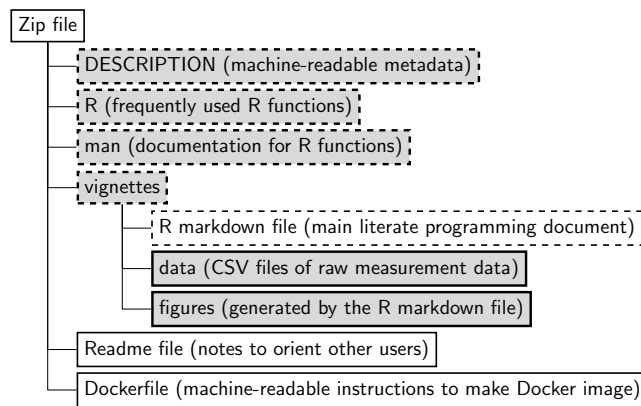 Zip file
DESCRIPTION (machine-readable metadata)
R (frequently used R functions)
man (documentation for R functions)
vignettes
R markdown file (main literate programming document)
data (CSV files of raw measurement data)
figures (generated by the R markdown file)
Readme file (notes to orient other users)
Dockerfile (machine-readable instructions to make Docker image)